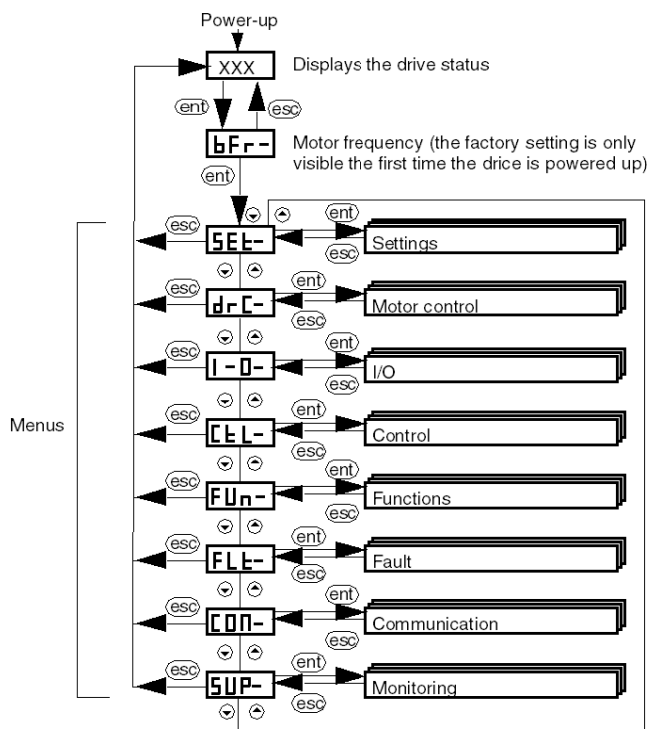 Power-up
XXX
Displays the drive status
ent
esc
bFr-
Motor frequency (the factory setting is only
visible the first time the drice is powered up)
ent
Menus
esc
SEt-
ent
esc
Settings
esc
drC-
ent
esc
Motor control
esc
I-O-
ent
esc
I/O
esc
CtL-
ent
esc
Control
esc
FUn-
ent
esc
Functions
esc
FLt-
ent
esc
Fault
esc
COM-
ent
esc
Communication
esc
SUP-
ent
esc
Monitoring